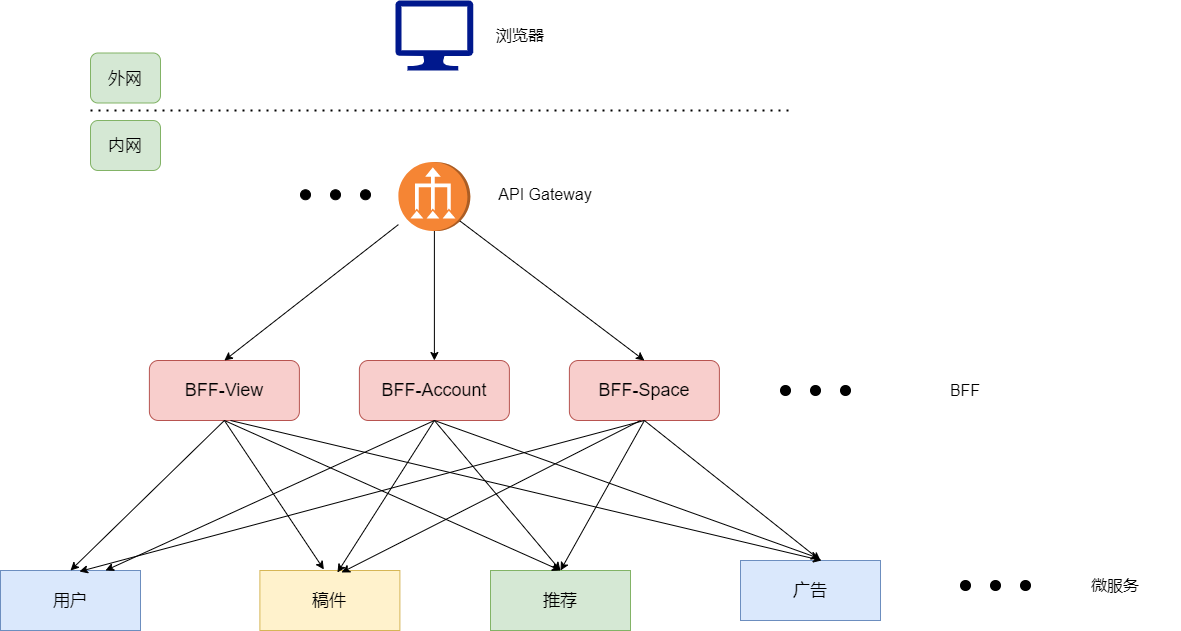 浏览器
外网
内网
API Gateway
BFF-View
BFF-Account
BFF-Space
BFF
用户
稿件
推荐
广告
微服务